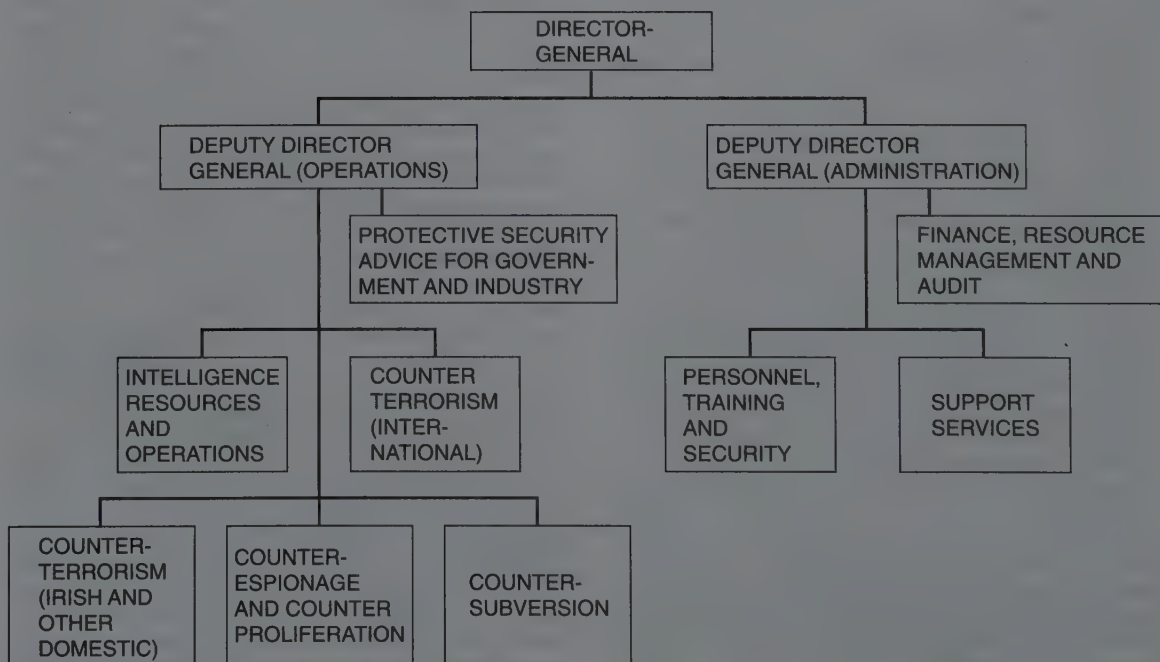 DIRECTOR-
GENERAL
DEPUTY DIRECTOR
GENERAL (OPERATIONS)
DEPUTY DIRECTOR
GENERAL (ADMINISTRATION)
PROTECTIVE SECURITY
ADVICE FOR GOVERN-
MENT AND INDUSTRY
FINANCE, RESOURCE
MANAGEMENT AND
AUDIT
INTELLIGENCE
RESOURCES
AND
OPERATIONS
COUNTER
TERRORISM
(INTER-
NATIONAL)
PERSONNEL,
TRAINING
AND
SECURITY
SUPPORT
SERVICES
COUNTER-
TERRORISM
(IRISH AND
OTHER
DOMESTIC)
COUNTER-
ESPIONAGE
AND COUNTER
PROLIFERATION
COUNTER-
SUBVERSION